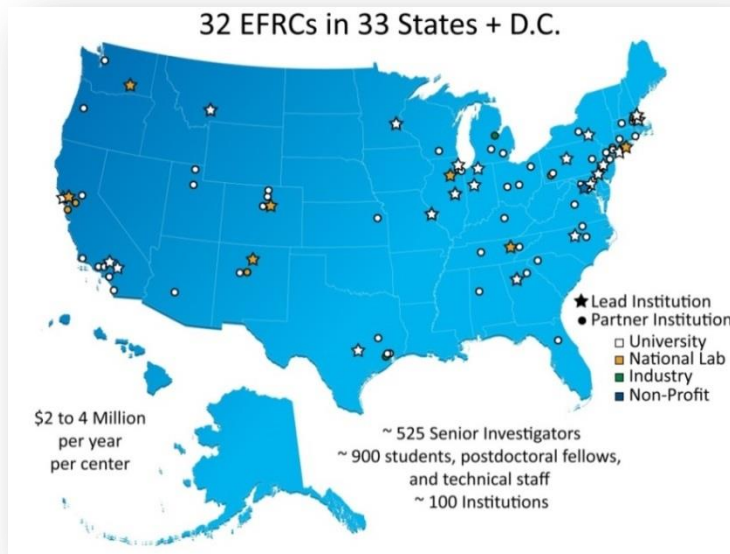 32 EFRCs in 33 States + D.C.
Lead Institution
Partner Institution
University
National Lab
Industry
Non-Profit
$2 to 4 Million
per year
per center
~ 525 Senior Investigators
~ 900 students, postdoctoral fellows,
and technical staff
~ 100 Institutions